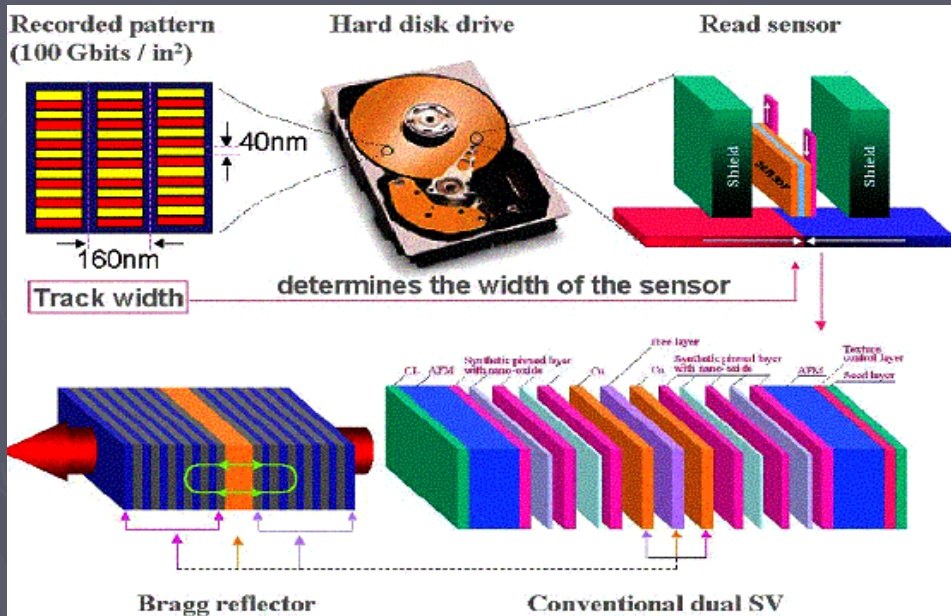 Recorded pattern
(100 Gbits / in²)
Hard disk drive
Read sensor
40nm
160nm
Shield
sensor
Shield
Track width
determines the width of the sensor
Free layer
Texture
control layer
Seed layer
Synthetic pinned layer
with nano-oxide
Synthetic pinned layer
with nano-oxide
CL
AFM
Cu
Cu
AFM
Bragg reflector
Conventional dual SV